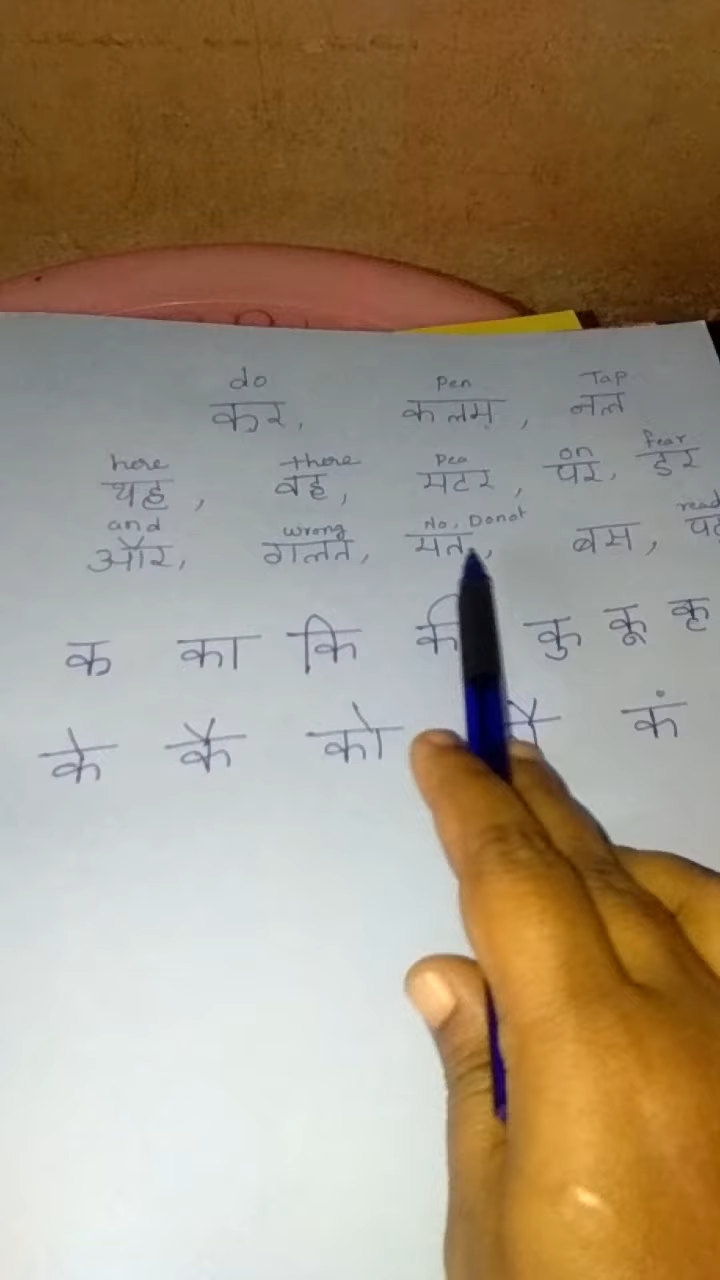 do Pen Tap
कर, कलम, नल
here there Pea on fear
यह, वह, मटर, पर, डर
and wrong No, Donot read
और, गलत, मत, बस,
क का कि की कु कू कृ
के कै को कं